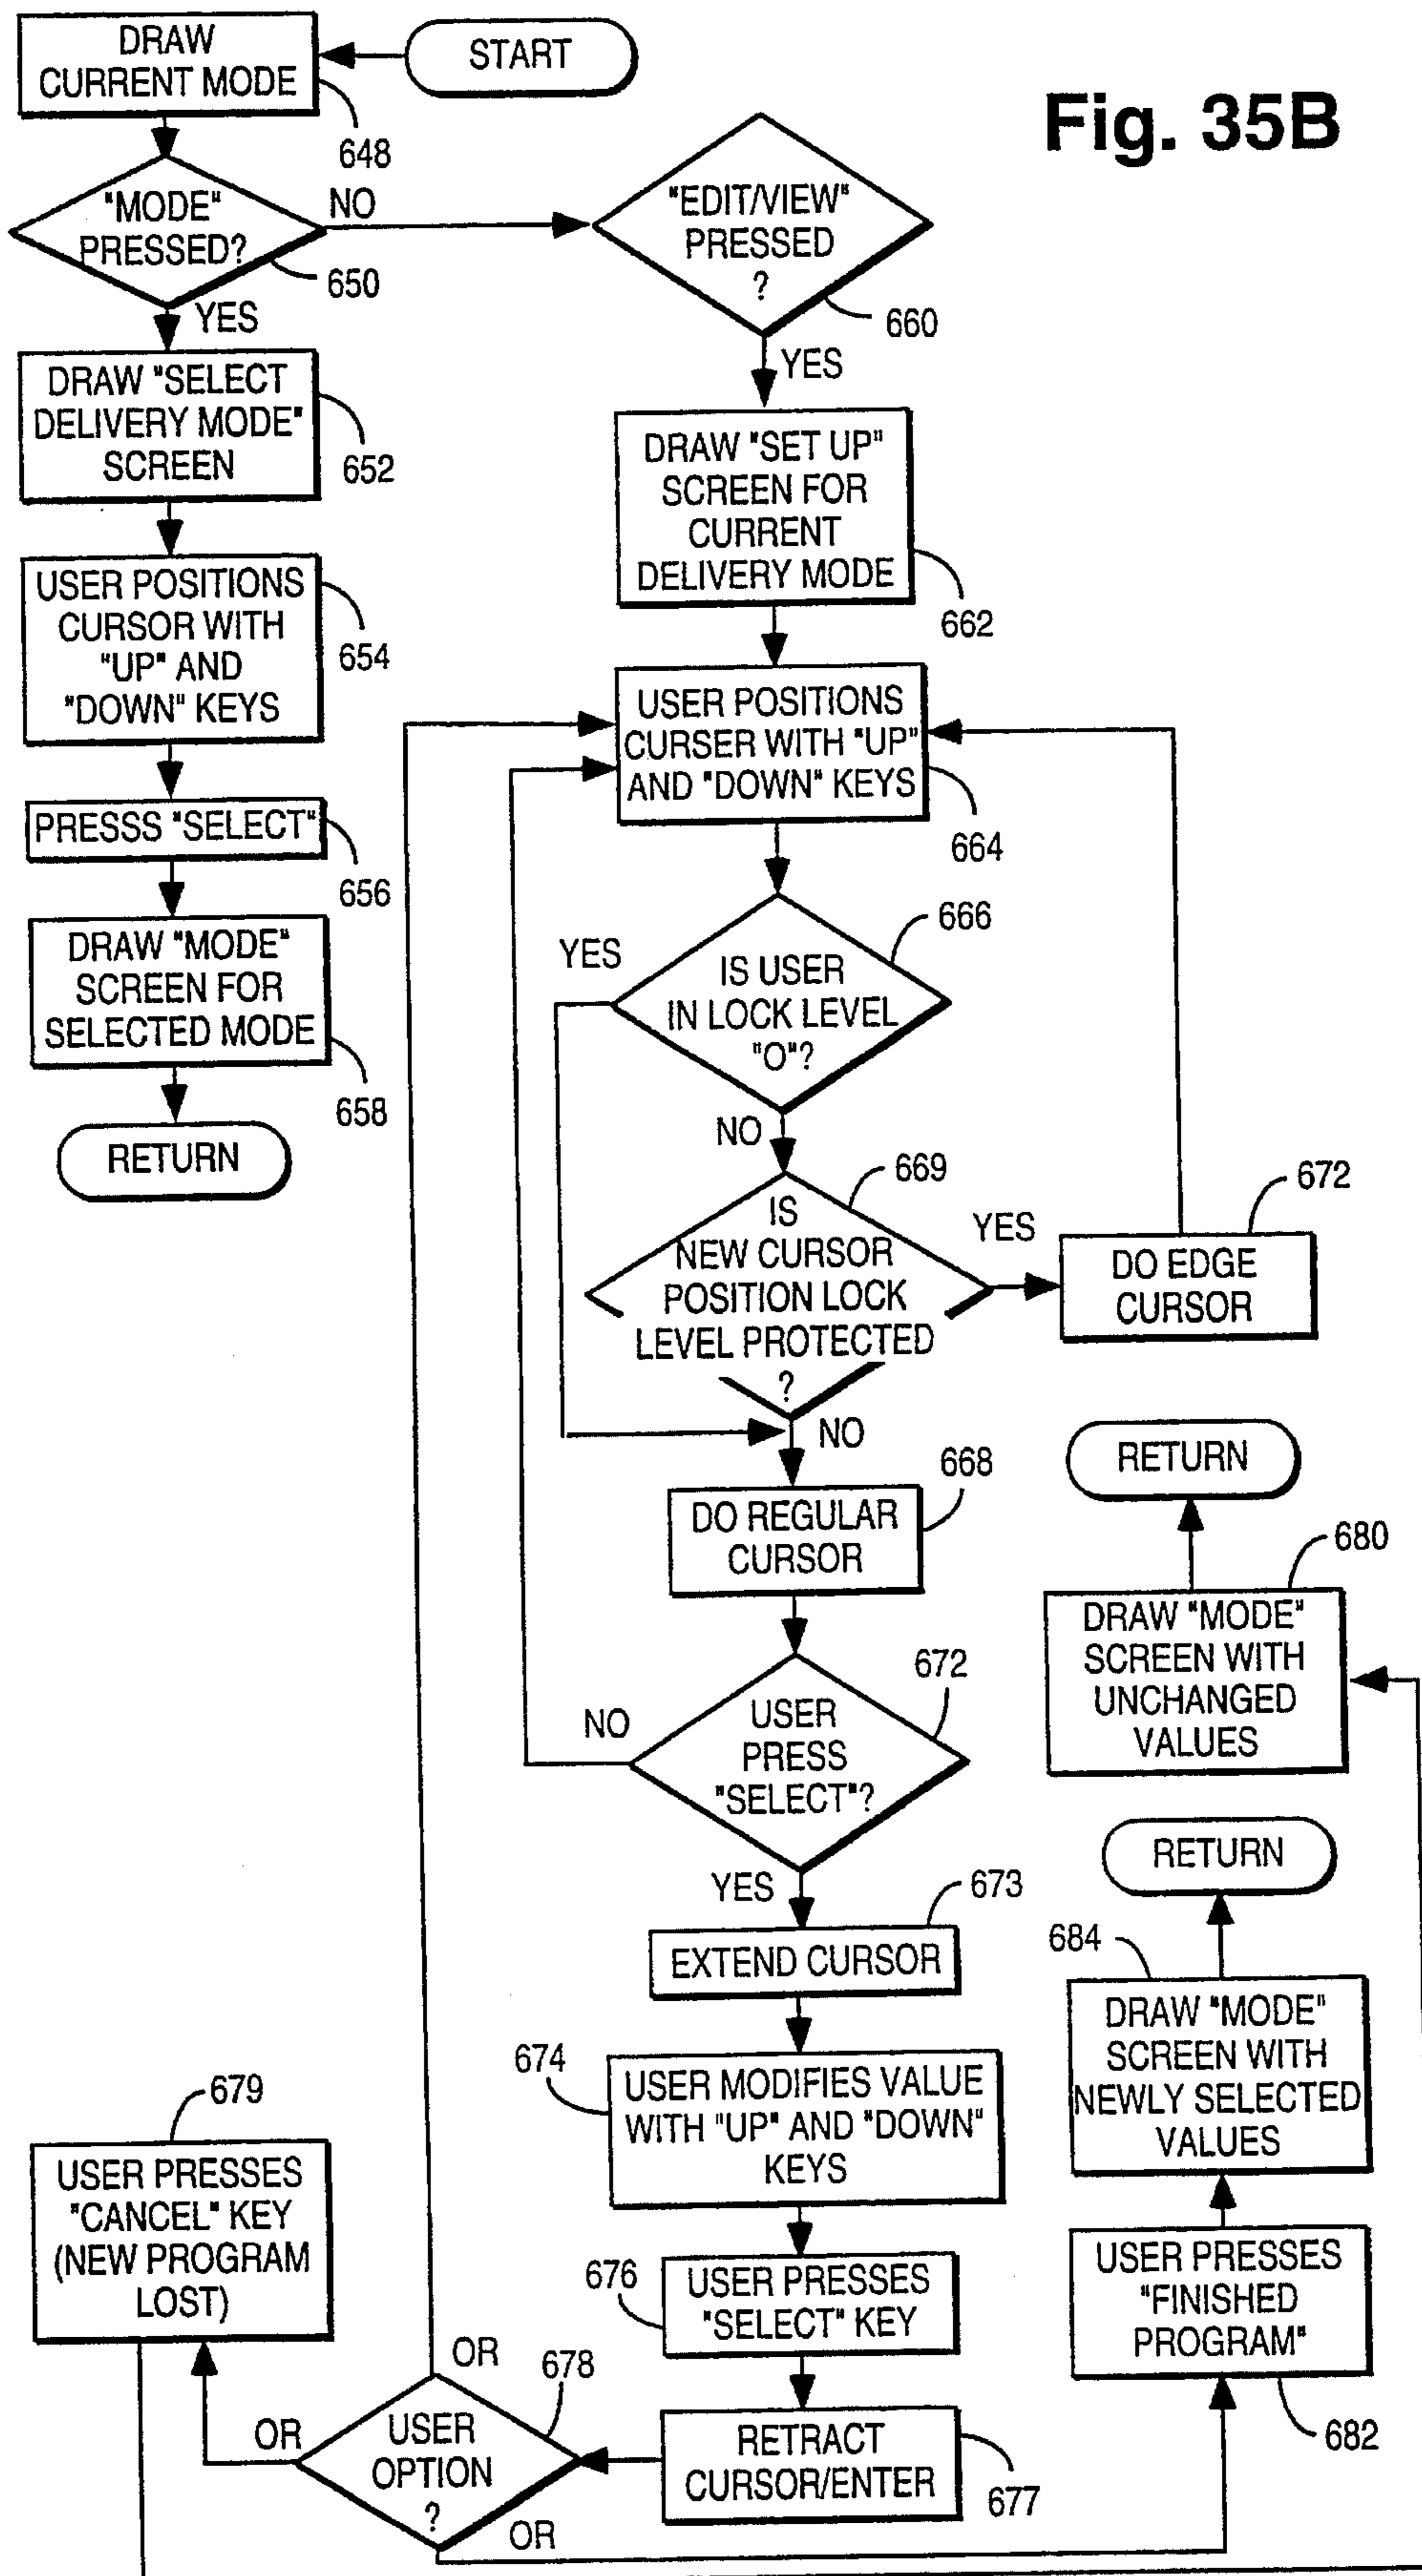 DRAW
CURRENT MODE
START
Fig. 35B
648
"MODE"
PRESSED?
NO
650
YES
"EDIT/VIEW"
PRESSED
?
660
YES
DRAW "SELECT
DELIVERY MODE"
SCREEN
652
DRAW "SET UP"
SCREEN FOR
CURRENT
DELIVERY MODE
662
USER POSITIONS
CURSOR WITH
"UP" AND
"DOWN" KEYS
654
USER POSITIONS
CURSER WITH "UP"
AND "DOWN" KEYS
664
PRESSS "SELECT"
656
DRAW "MODE"
SCREEN FOR
SELECTED MODE
658
RETURN
666
YES
IS USER
IN LOCK LEVEL
"O"?
NO
669
IS
NEW CURSOR
POSITION LOCK
LEVEL PROTECTED
?
YES
672
DO EDGE
CURSOR
NO
668
DO REGULAR
CURSOR
RETURN
680
DRAW "MODE"
SCREEN WITH
UNCHANGED
VALUES
672
NO
USER
PRESS
"SELECT"?
YES
673
EXTEND CURSOR
RETURN
684
DRAW "MODE"
SCREEN WITH
NEWLY SELECTED
VALUES
674
USER MODIFIES VALUE
WITH "UP" AND "DOWN"
KEYS
679
USER PRESSES
"CANCEL" KEY
(NEW PROGRAM
LOST)
676
USER PRESSES
"SELECT" KEY
USER PRESSES
"FINISHED
PROGRAM"
682
OR
678
OR
USER
OPTION
?
OR
RETRACT
CURSOR/ENTER
677